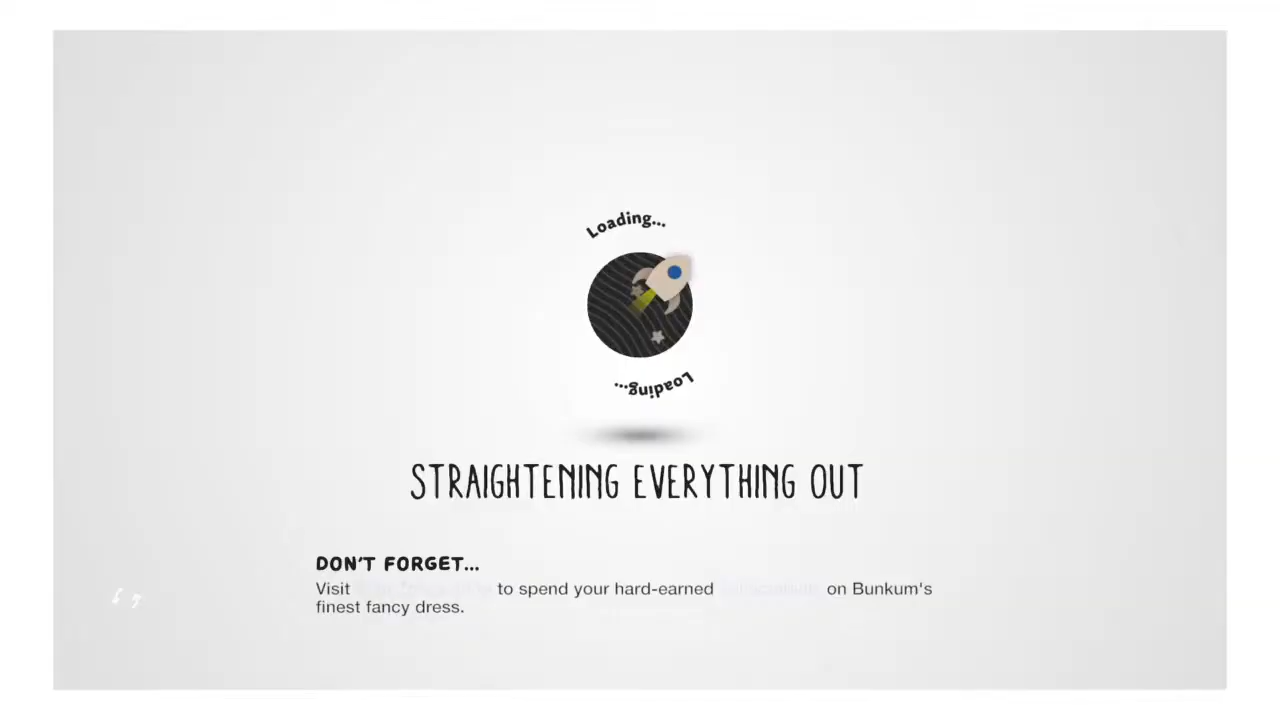 Loading...
Loading...
STRAIGHTENING EVERYTHING OUT
DON'T FORGET...
Visit to spend your hard-earned on Bunkum's
finest fancy dress.